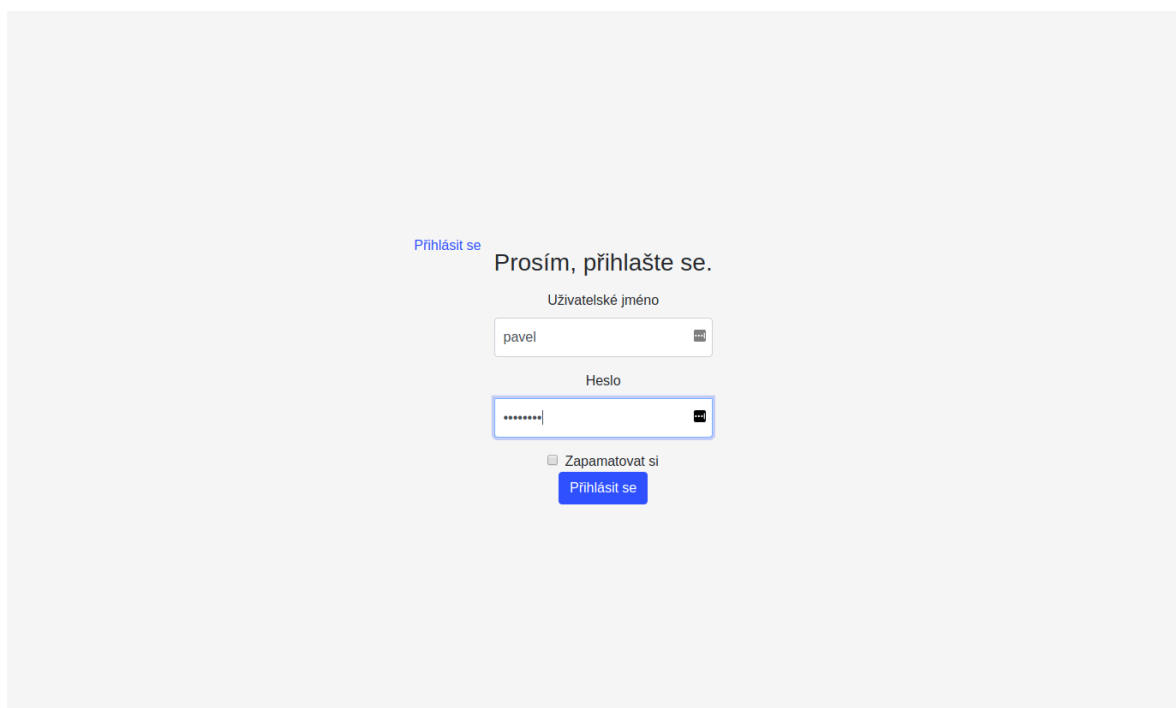 Přihlásit se
Prosím, přihlašte se.
Uživatelské jméno
pavel
Heslo
••••••••
Zapamatovat si
Přihlásit se